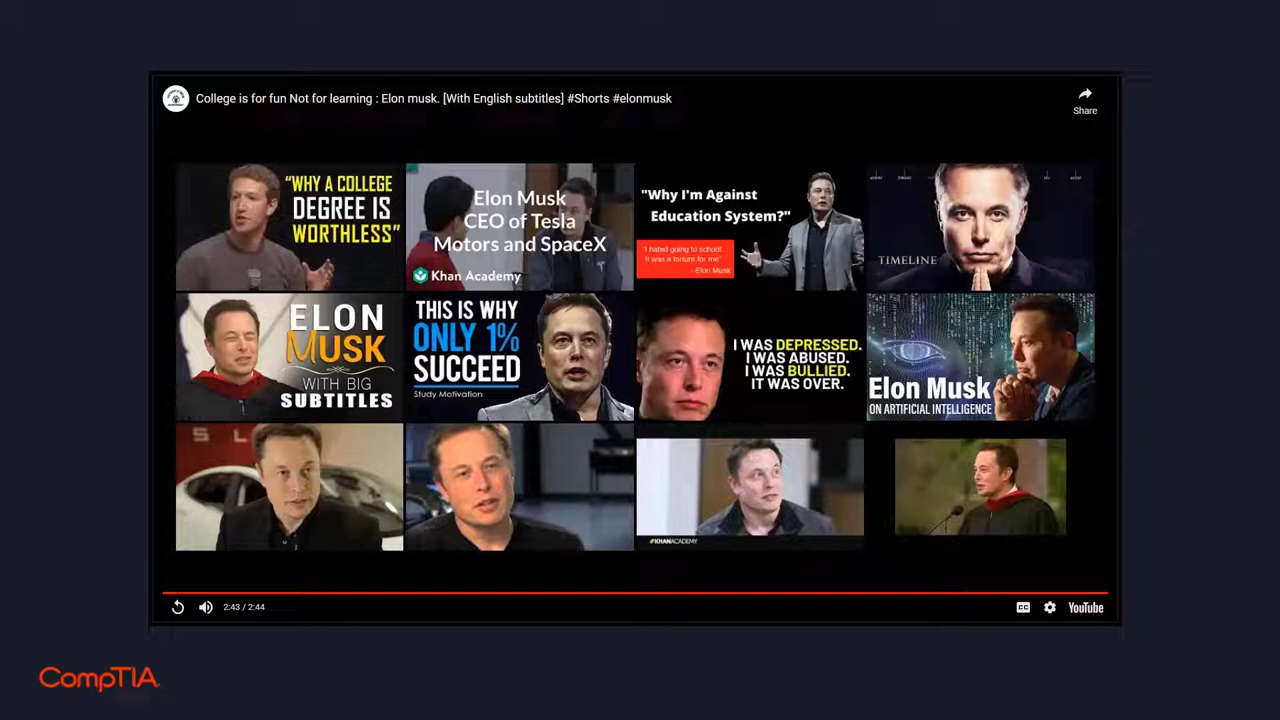 College is for fun Not for learning : Elon musk. [With English subtitles] #Shorts #elonmusk
Share
"WHY A COLLEGE
DEGREE IS
WORTHLESS"
Elon Musk
CEO of Tesla
Motors and SpaceX
Khan Academy
"Why I'm Against
Education System?"
"I hated going to school.
It was a torture for me"
--Elon Musk
TIMELINE
ELON
MUSK
WITH BIG
SUBTITLES
THIS IS WHY
ONLY 1%
SUCCEED
Study Motivation
I WAS DEPRESSED.
I WAS ABUSED.
I WAS BULLIED.
IT WAS OVER.
Elon Musk
ON ARTIFICIAL INTELLIGENCE
S L
#KHANACADEMY
2:43 / 2:44
CC
YouTube
CompTIA.